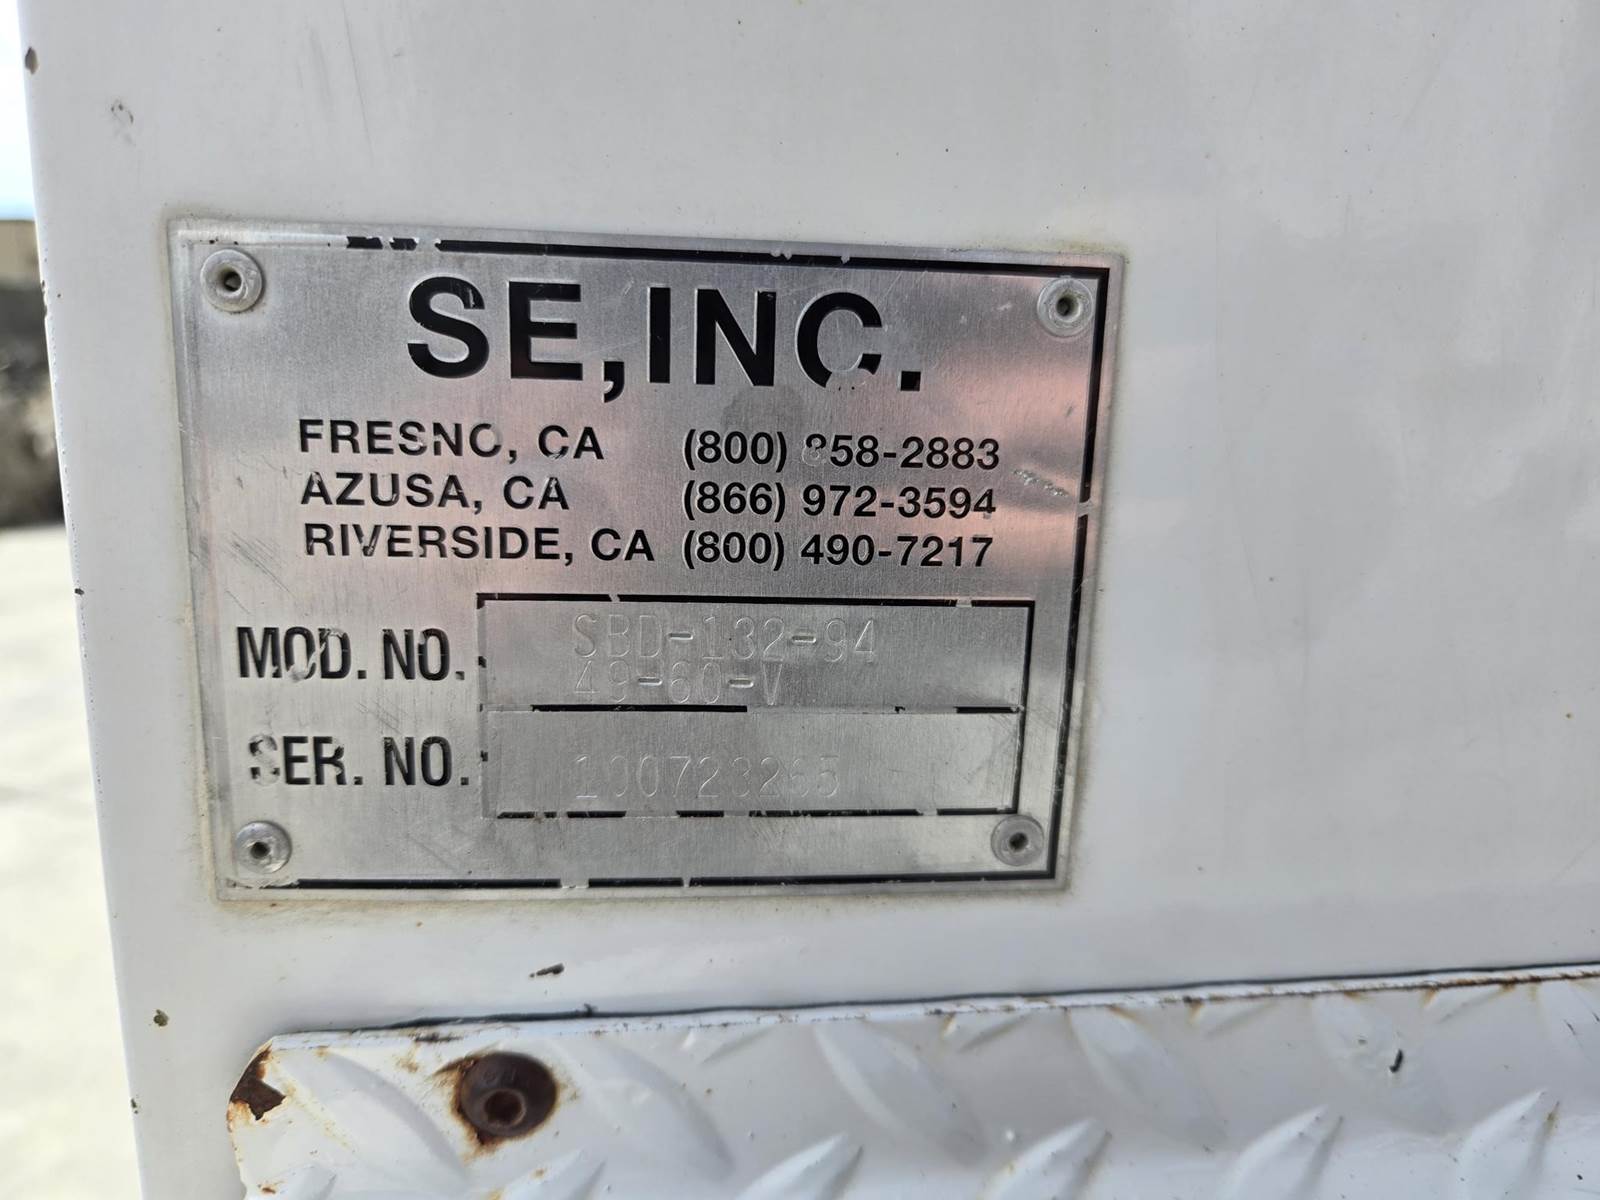 SE,INC.
FRESNO, CA (800) 858-2883
AZUSA, CA (866) 972-3594
RIVERSIDE, CA (800) 490-7217
MOD. NO. SBD-132-94
49-60-V
SER. NO. 100723265